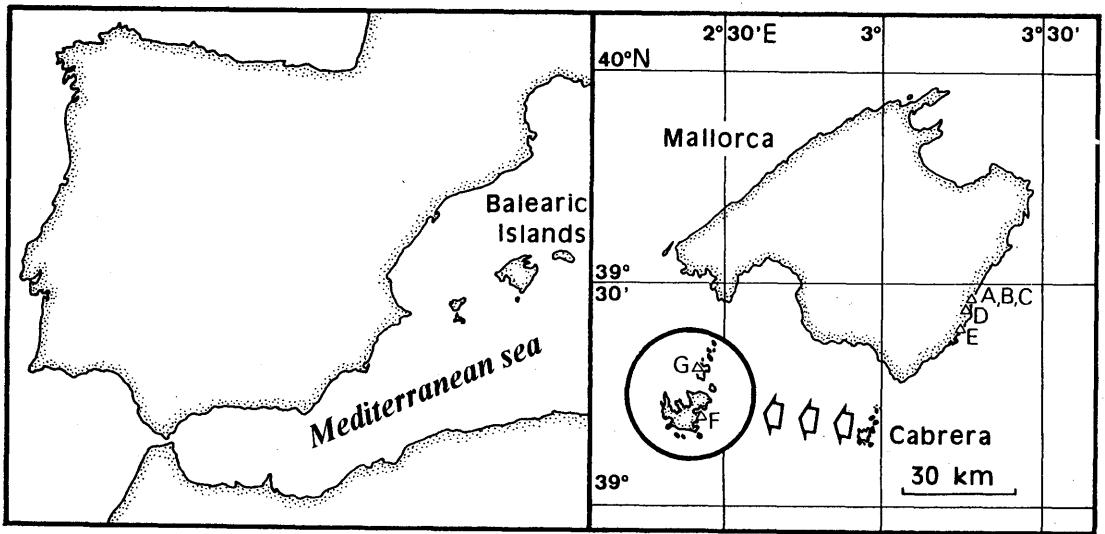 Balearic
Islands
Mediterranean sea
2°30'E 3° 3°30'
40°N
Mallorca
39°
30'
A,B,C
D
E
G
F
Cabrera
30 km
39°